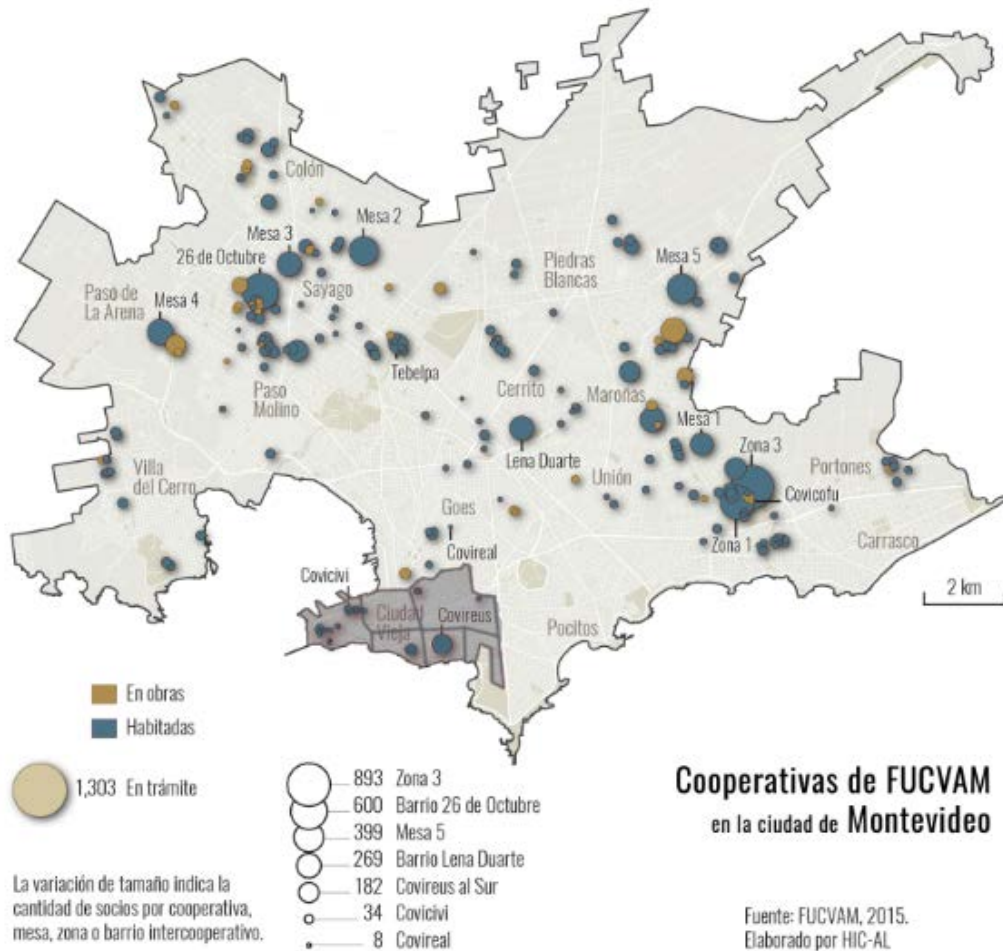 Colón
Mesa 2
Mesa 3
26 de Octubre
Sayago
Paso de
La Arena
Mesa 4
Piedras
Blancas
Mesa 5
Tebelpa
Paso
Molino
Cerrito
Maroñas
Mesa 1
Lena Duarte
Unión
Zona 3
Portones
Covicofu
Zona 1
Carrasco
Villa
del Cerro
Goes
Covireal
Covicivi
Ciudad
Vieja
Covireus
Pocitos
2 km
En obras
Habitadas
1,303 En trámite
893 Zona 3
600 Barrio 26 de Octubre
399 Mesa 5
269 Barrio Lena Duarte
182 Covireus al Sur
34 Covicivi
8 Covireal
La variación de tamaño indica la
cantidad de socios por cooperativa,
mesa, zona o barrio intercooperativo.
Cooperativas de FUCVAM
en la ciudad de Montevideo
Fuente: FUCVAM, 2015.
Elaborado por HIC-AL